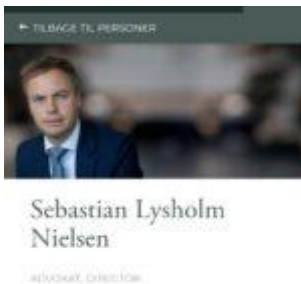 ← TILBAGE TIL PERSONER
Sebastian Lysholm
Nielsen
ADVOKAT, DIRECTOR